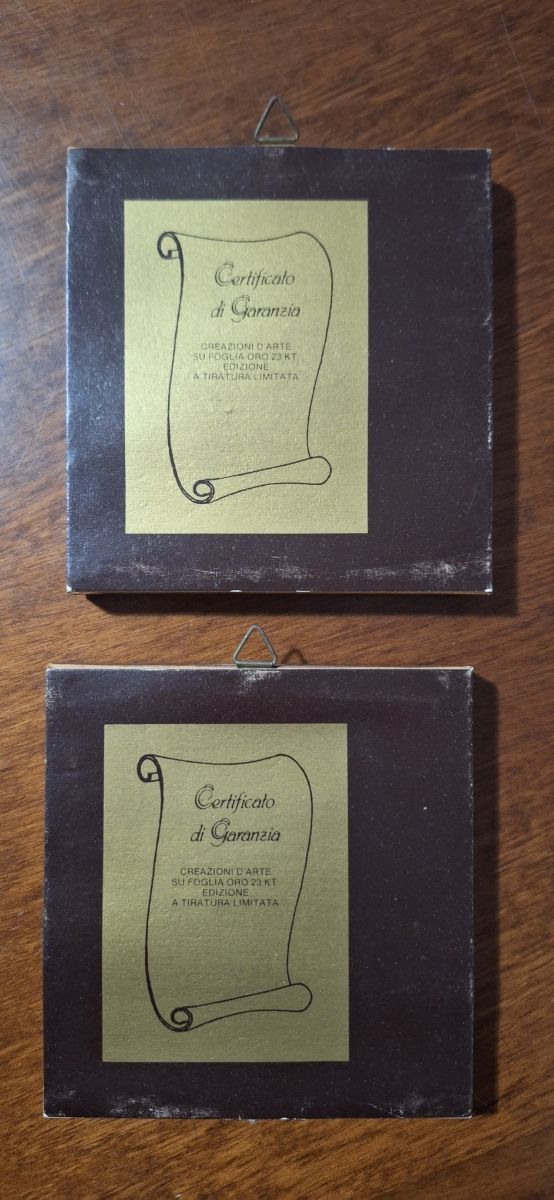 Certificato
di Garanzia
CREAZIONI D'ARTE
SU FOGLIA ORO 23 KT.
EDIZIONE
A TIRATURA LIMITATA
Certificato
di Garanzia
CREAZIONI D'ARTE
SU FOGLIA ORO 23 KT
EDIZIONE
A TIRATURA LIMITATA